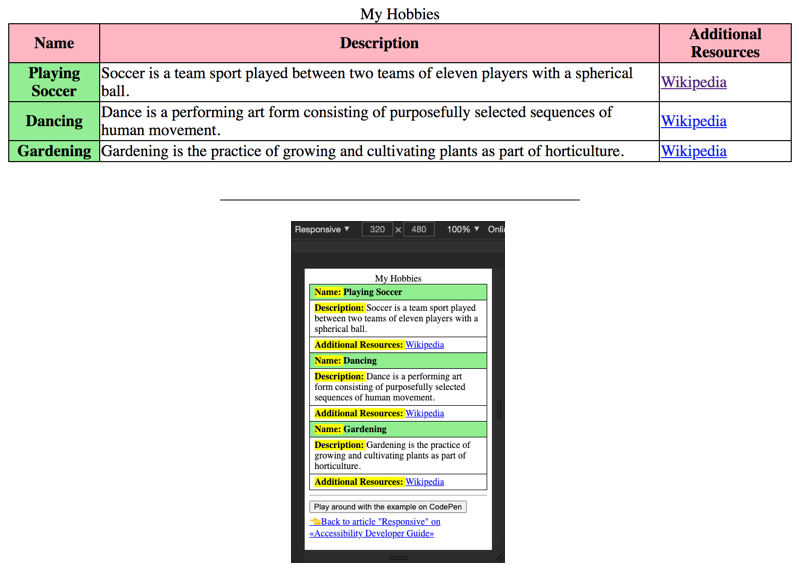 My Hobbies
Name Description Additional Resources
Playing Soccer Soccer is a team sport played between two teams of eleven players with a spherical ball. Wikipedia
Dancing Dance is a performing art form consisting of purposefully selected sequences of human movement. Wikipedia
Gardening Gardening is the practice of growing and cultivating plants as part of horticulture. Wikipedia
Responsive ▼ 320 × 480 100% ▼ Onli
My Hobbies
Name: Playing Soccer
Description: Soccer is a team sport played
between two teams of eleven players with a
spherical ball.
Additional Resources: Wikipedia
Name: Dancing
Description: Dance is a performing art
form consisting of purposefully selected
sequences of human movement.
Additional Resources: Wikipedia
Name: Gardening
Description: Gardening is the practice of
growing and cultivating plants as part of
horticulture.
Additional Resources: Wikipedia
Play around with the example on CodePen
👈Back to article "Responsive" on
«Accessibility Developer Guide»